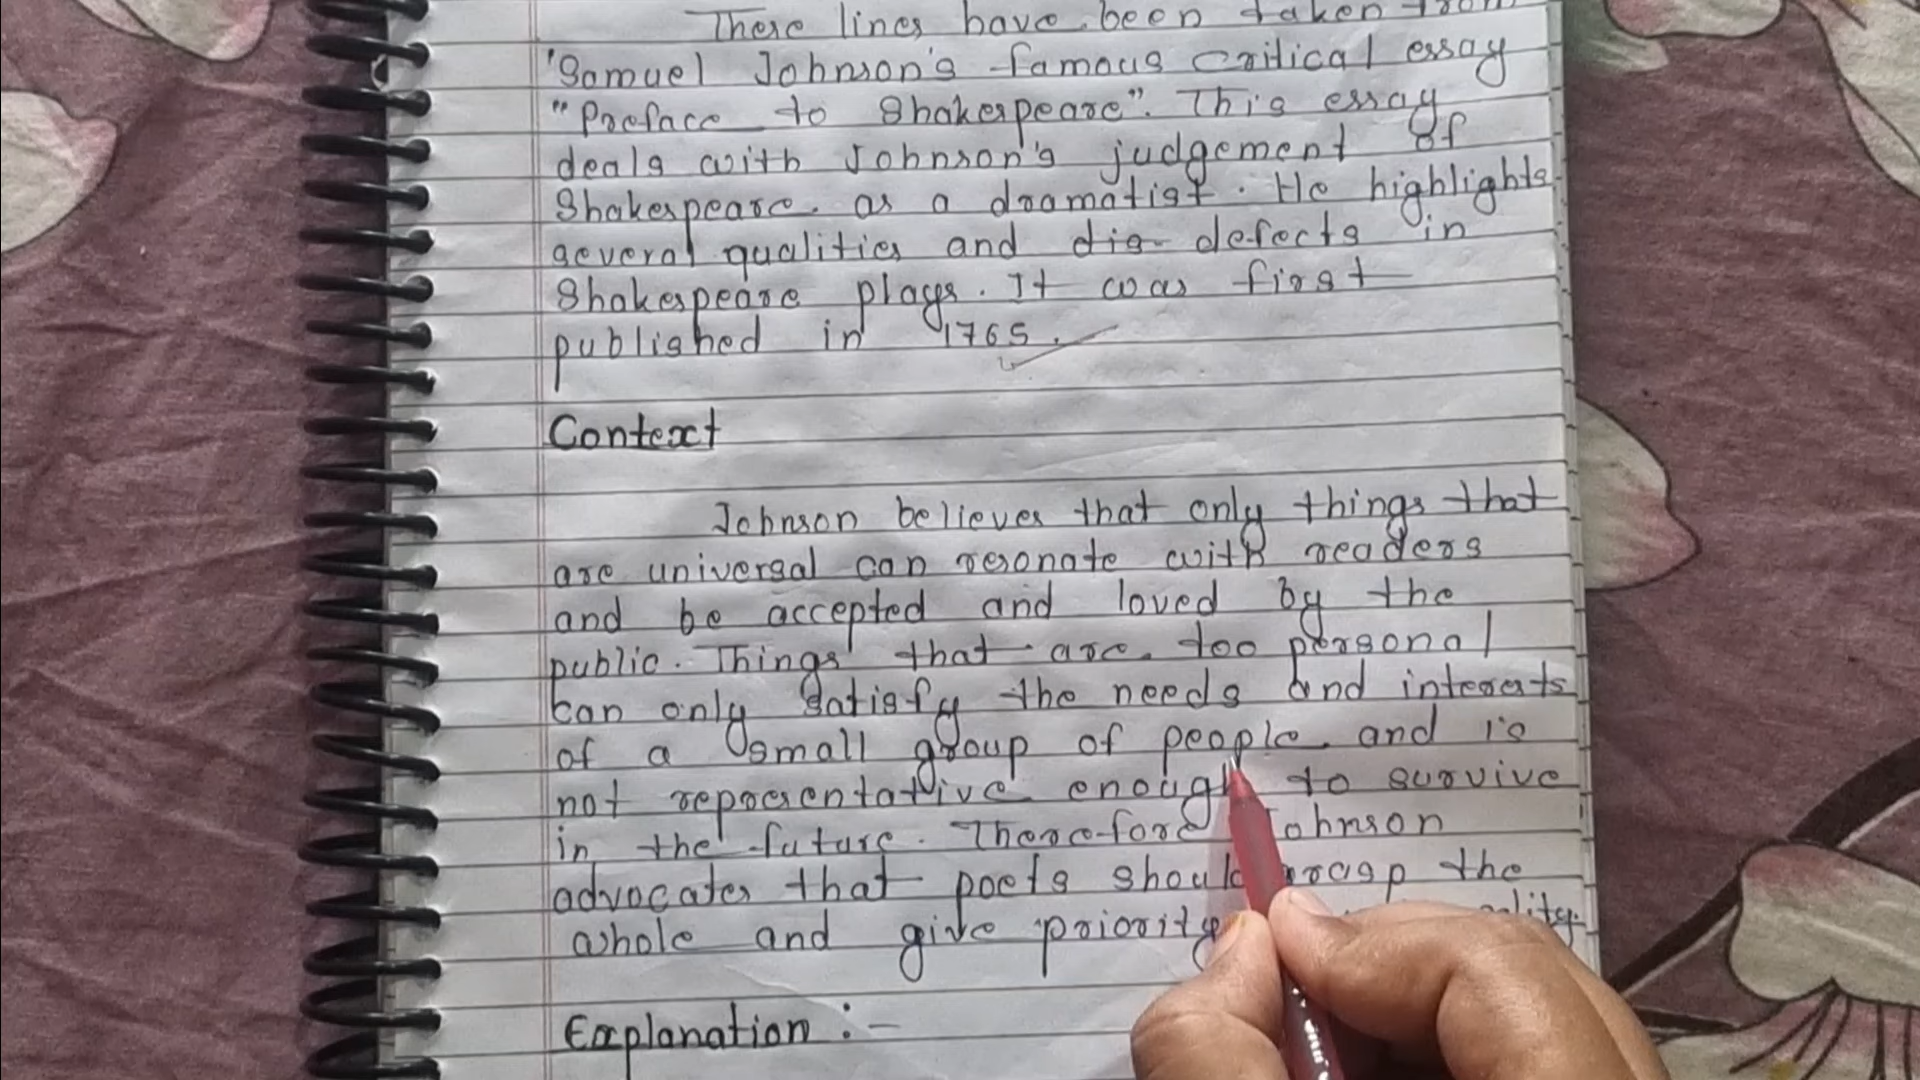 These lines have been taken from
'Samuel Johnson's famous critical essay
"Preface to Shakespeare". This essay
deals with Johnson's judgement of
Shakespeare as a dramatist. He highlights
several qualities and dis defects in
Shakespeare plays. It was first
published in 1765.
Context
Johnson believes that only things that
are universal can resonate with readers
and be accepted and loved by the
public. Things that are too personal
can only satisfy the needs and interests
of a small group of people and is
not representative enough to survive
in the future. Therefore Johnson
advocates that poets should grasp the
whole and give priority
Explanation :-